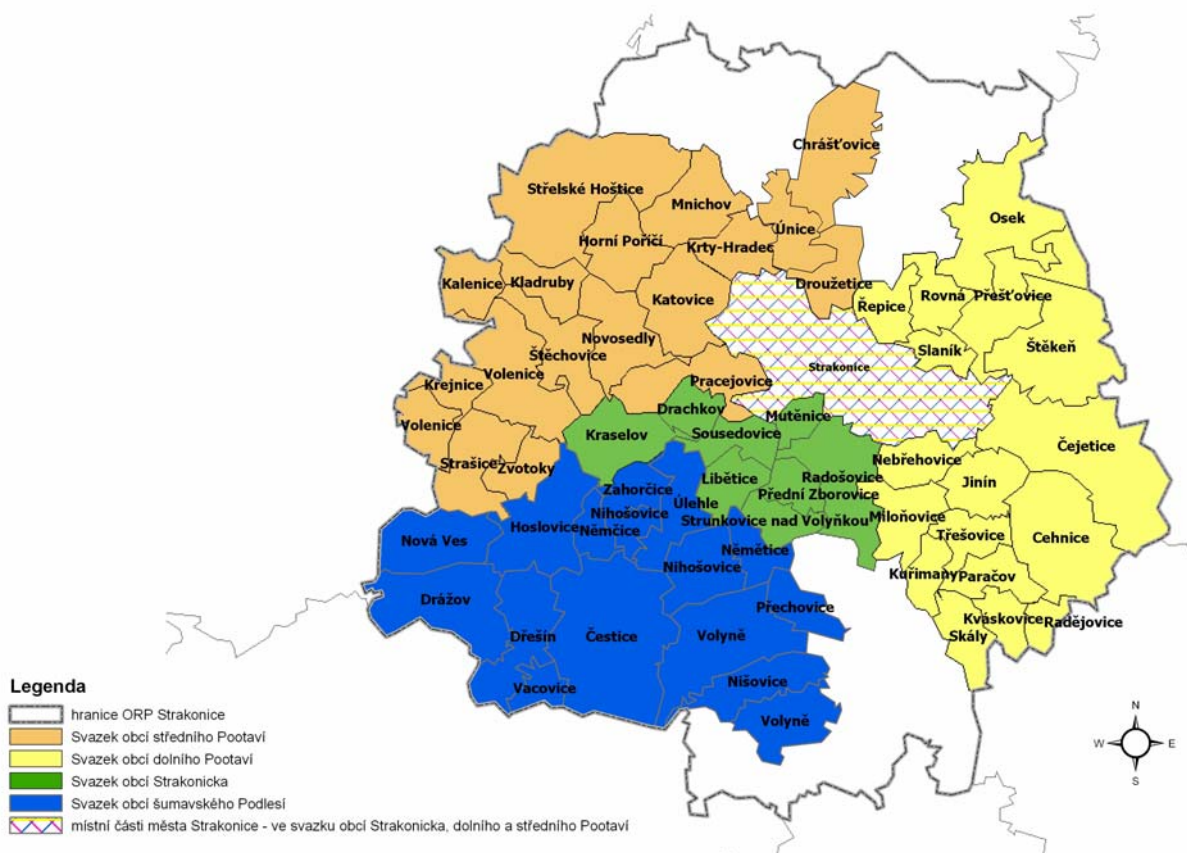 Chrášťovice
Střelské Hoštice
Mnichov
Osek
Únice
Horní Poříčí
Krty-Hradec
Kalenice
Kladruby
Droužetice
Katovice
Řepice
Rovná
Přešťovice
Novosedly
Štěchovice
Slaník
Štěkeň
Volenice
Strakonice
Krejnice
Pracejovice
Drachkov
Mutěnice
Volenice
Kraselov
Sousedovice
Čejetice
Strašice
Zvotoky
Nebřehovice
Libětice
Radošovice
Jinín
Zahorčice
Úlehle
Přední Zborovice
Nihošovice
Strunkovice nad Volyňkou
Miloňovice
Hoslovice
Němčice
Třešovice
Nová Ves
Němětice
Cehnice
Nihošovice
Kuřimany
Paračov
Drážov
Přechovice
Kváskovice
Radějovice
Dřešín
Čestice
Volyně
Skály
Vacovice
Nišovice
Volyně
Legenda
hranice ORP Strakonice
Svazek obcí středního Pootaví
Svazek obcí dolního Pootaví
Svazek obcí Strakonicka
Svazek obcí šumavského Podlesí
místní části města Strakonice - ve svazku obcí Strakonicka, dolního a středního Pootaví
N
W E
S